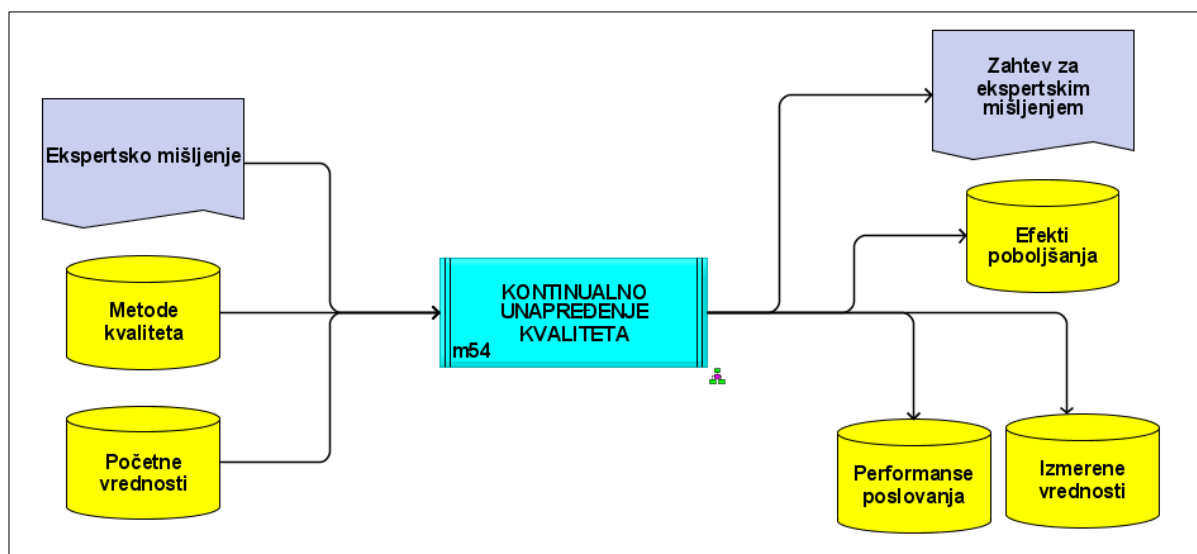 Ekspertsko mišljenje
Metode
kvaliteta
Početne
vrednosti
KONTINUALNO
UNAPREĐENJE
KVALITETA
m54
Zahtev za
ekspertskim
mišljenjem
Efekti
poboljšanja
Performanse
poslovanja
Izmerene
vrednosti